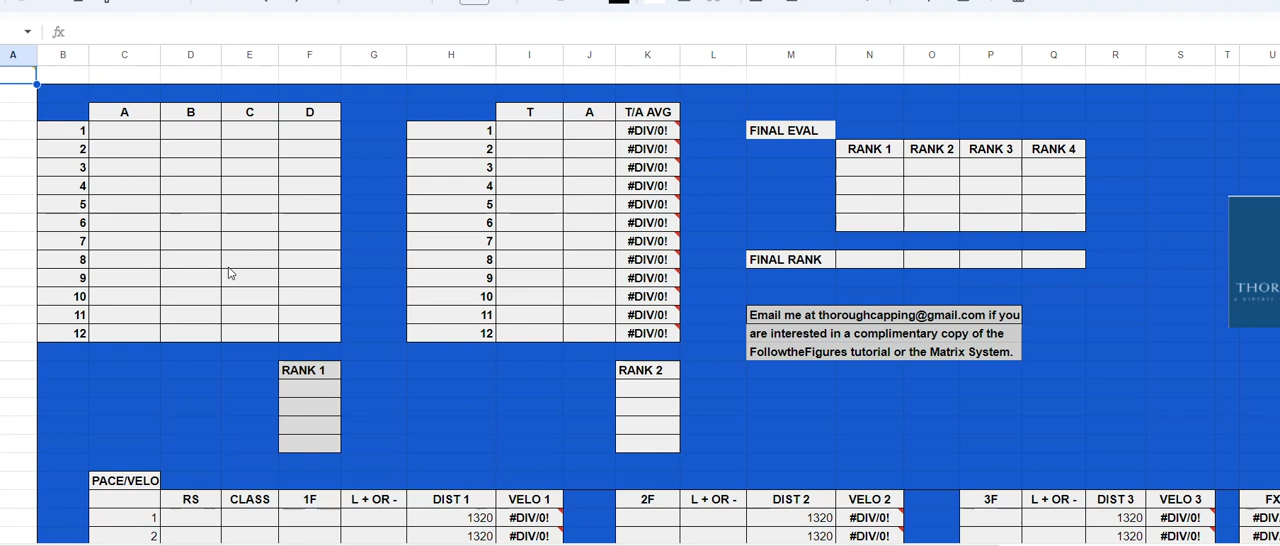 fx
A B C D E F G H I J K L M N O P Q R S T U
A B C D T A T/A AVG
1 1 #DIV/0! FINAL EVAL
2 2 #DIV/0! RANK 1 RANK 2 RANK 3 RANK 4
3 3 #DIV/0!
4 4 #DIV/0!
5 5 #DIV/0!
6 6 #DIV/0!
7 7 #DIV/0!
8 8 #DIV/0! FINAL RANK
9 9 #DIV/0!
10 10 #DIV/0! THOR
11 11 #DIV/0! Email me at thoroughcapping@gmail.com if you
12 12 #DIV/0! are interested in a complimentary copy of the
FollowtheFigures tutorial or the Matrix System.
RANK 1 RANK 2
PACE/VELO
RS CLASS 1F L + OR - DIST 1 VELO 1 2F L + OR - DIST 2 VELO 2 3F L + OR - DIST 3 VELO 3 FX
1 1320 #DIV/0! 1320 #DIV/0! 1320 #DIV/0! #DIV/
2 1320 #DIV/0! 1320 #DIV/0! 1320 #DIV/0! #DIV/